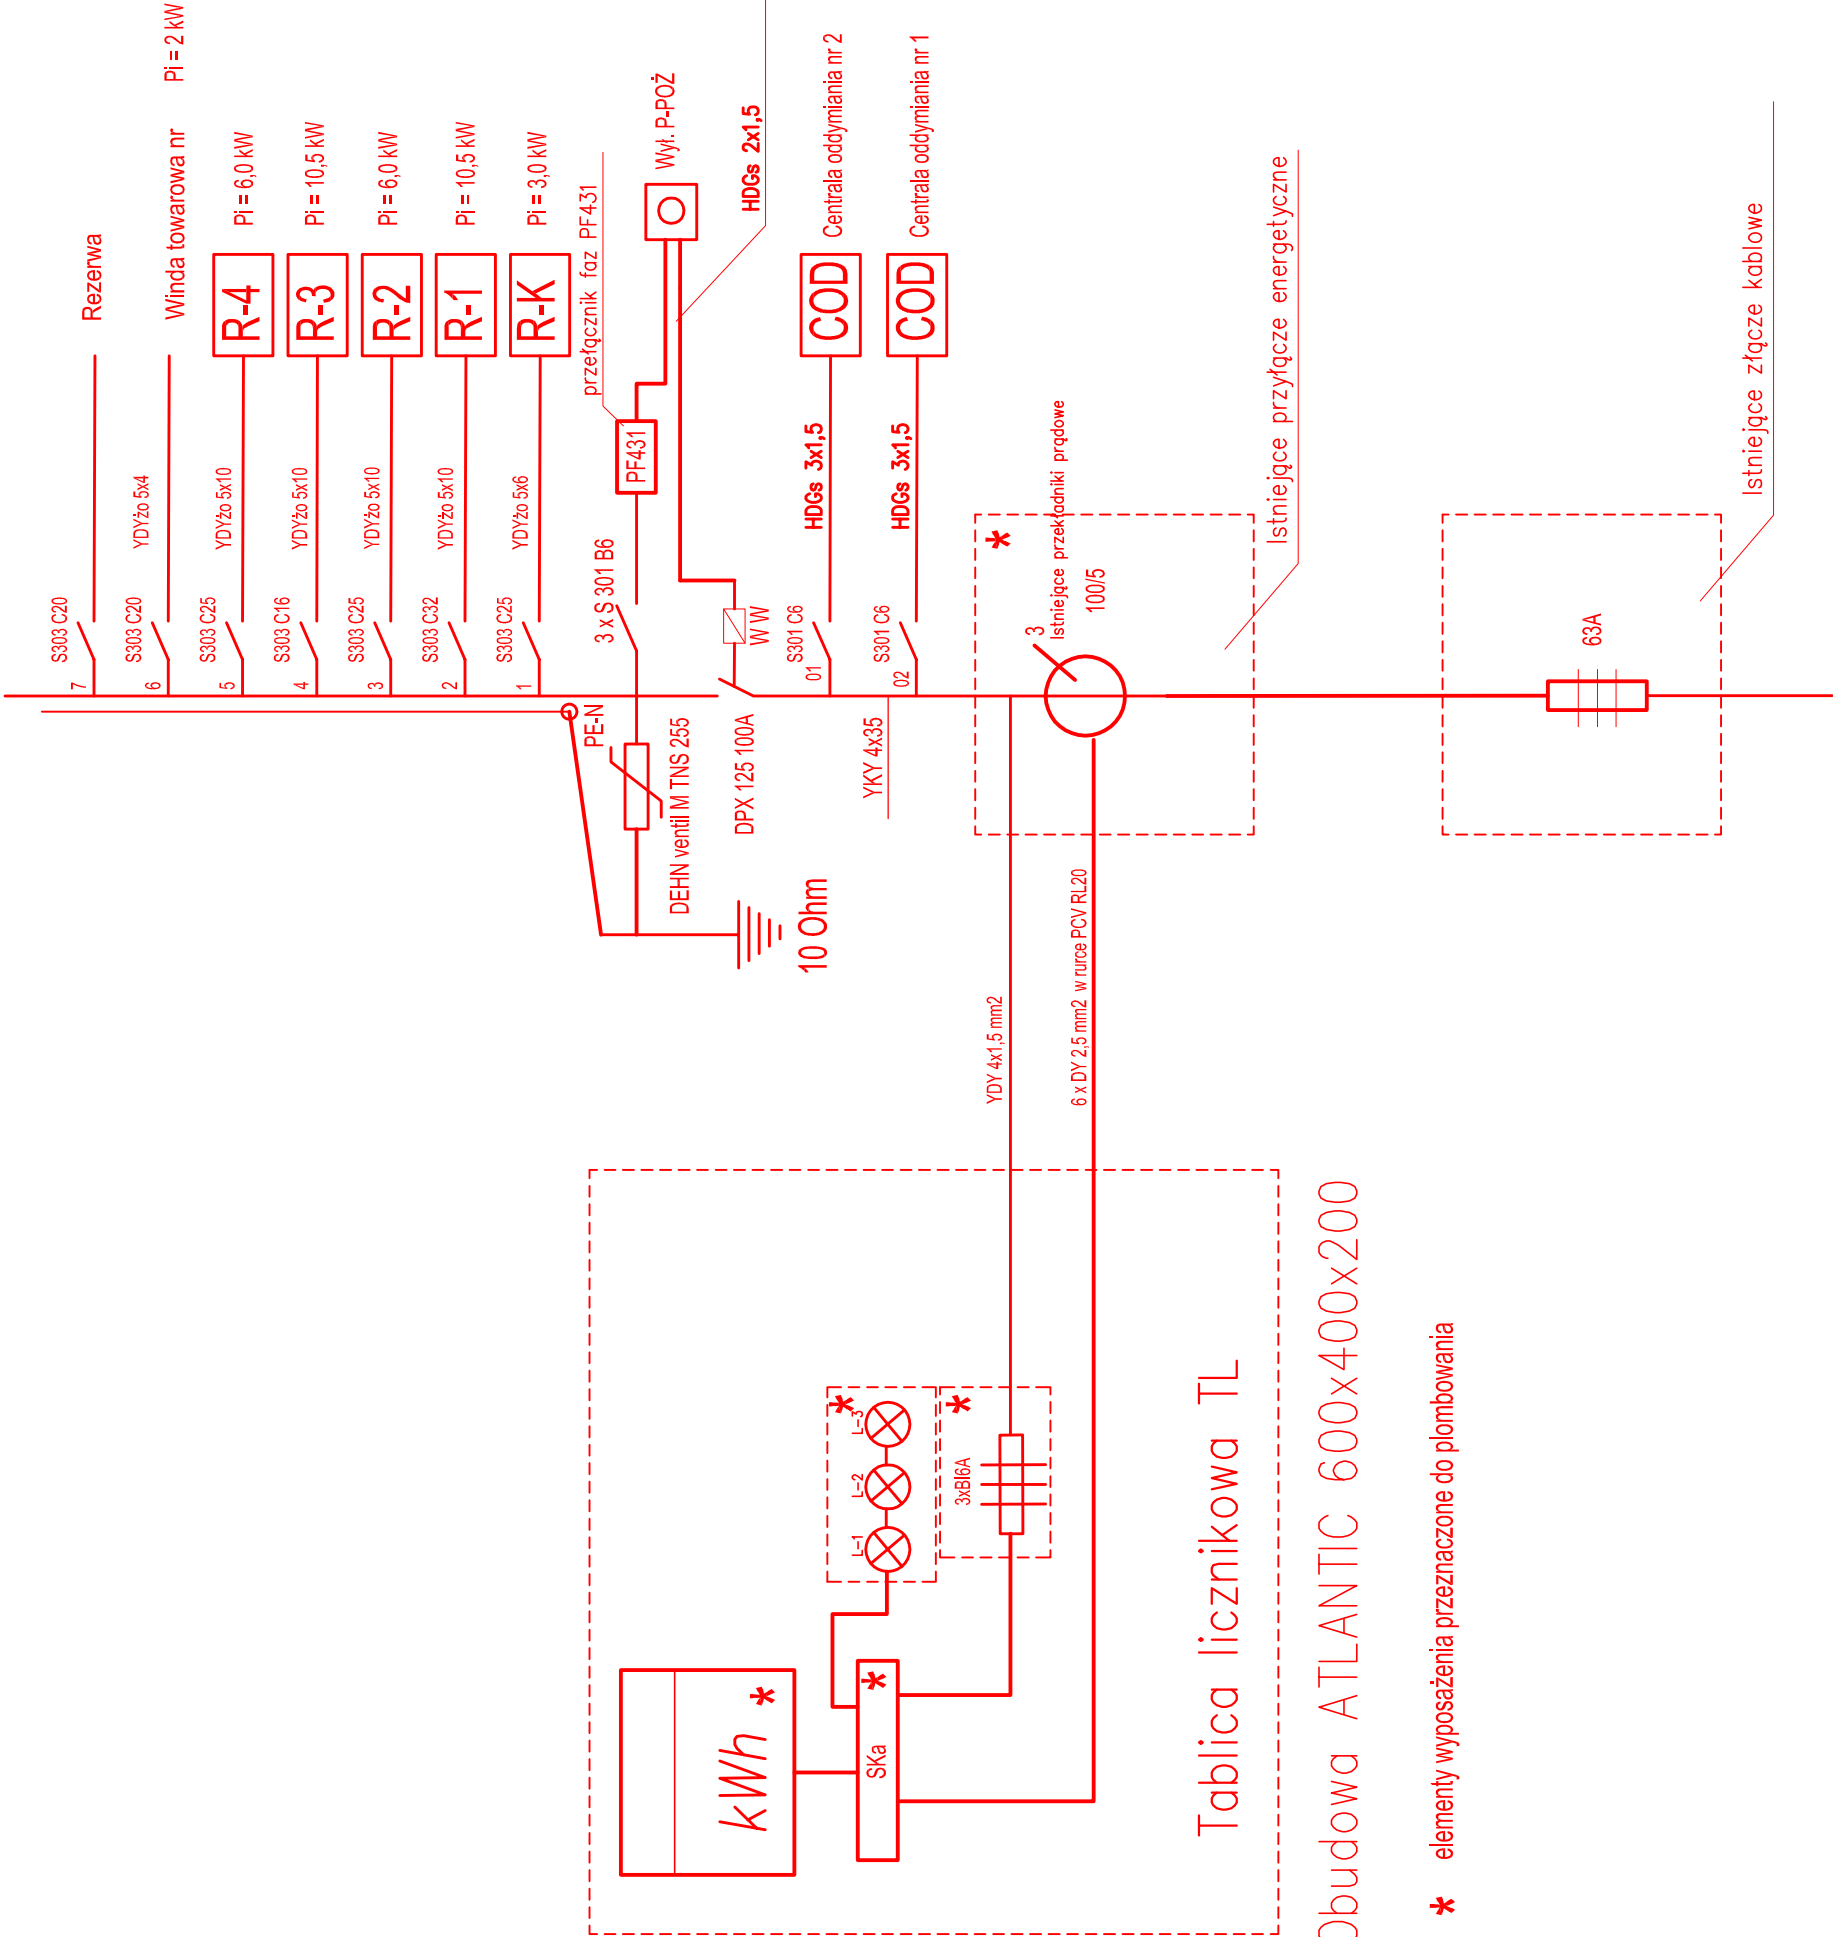 Rezerwa
S303 C20
7
Winda towarowa nr
Pi = 2 kW
YDYżo 5x4
S303 C20
6
R-4
Pi = 6,0 kW
YDYżo 5x10
S303 C25
5
R-3
Pi = 10,5 kW
YDYżo 5x10
S303 C16
4
R-2
Pi = 6,0 kW
YDYżo 5x10
S303 C25
3
R-1
Pi = 10,5 kW
YDYżo 5x10
S303 C32
2
R-K
Pi = 3,0 kW
YDYżo 5x6
S303 C25
1
przełącznik faz PF431
PF431
3 x S 301 B6
Wył. P-POŻ
HDGs 2x1,5
W W
PE-N
DEHN ventil M TNS 255
DPX 125 100A
10 Ohm
COD
Centrala oddymiania nr 2
HDGs 3x1,5
S301 C6
01
COD
Centrala oddymiania nr 1
HDGs 3x1,5
S301 C6
02
YKY 4x35
*
3
Istniejące przekładniki prądowe
100/5
Istniejące przyłącze energetyczne
63A
Istniejące złącze kablowe
YDY 4x1,5 mm2
6 x DY 2,5 mm2 w rurce PCV RL20
kWh *
SKa *
L-1
L-2
L-3
*
3xBi6A
*
Tablica licznikowa TL
Obudowa ATLANTIC 600x400x200
* elementy wyposażenia przeznaczone do plombowania